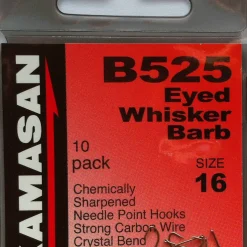 KAMASAN
B525
Eyed
Whisker
Barb
10
pack
SIZE
16
Chemically
Sharpened
Needle Point Hooks
Strong Carbon Wire
Crystal Bend